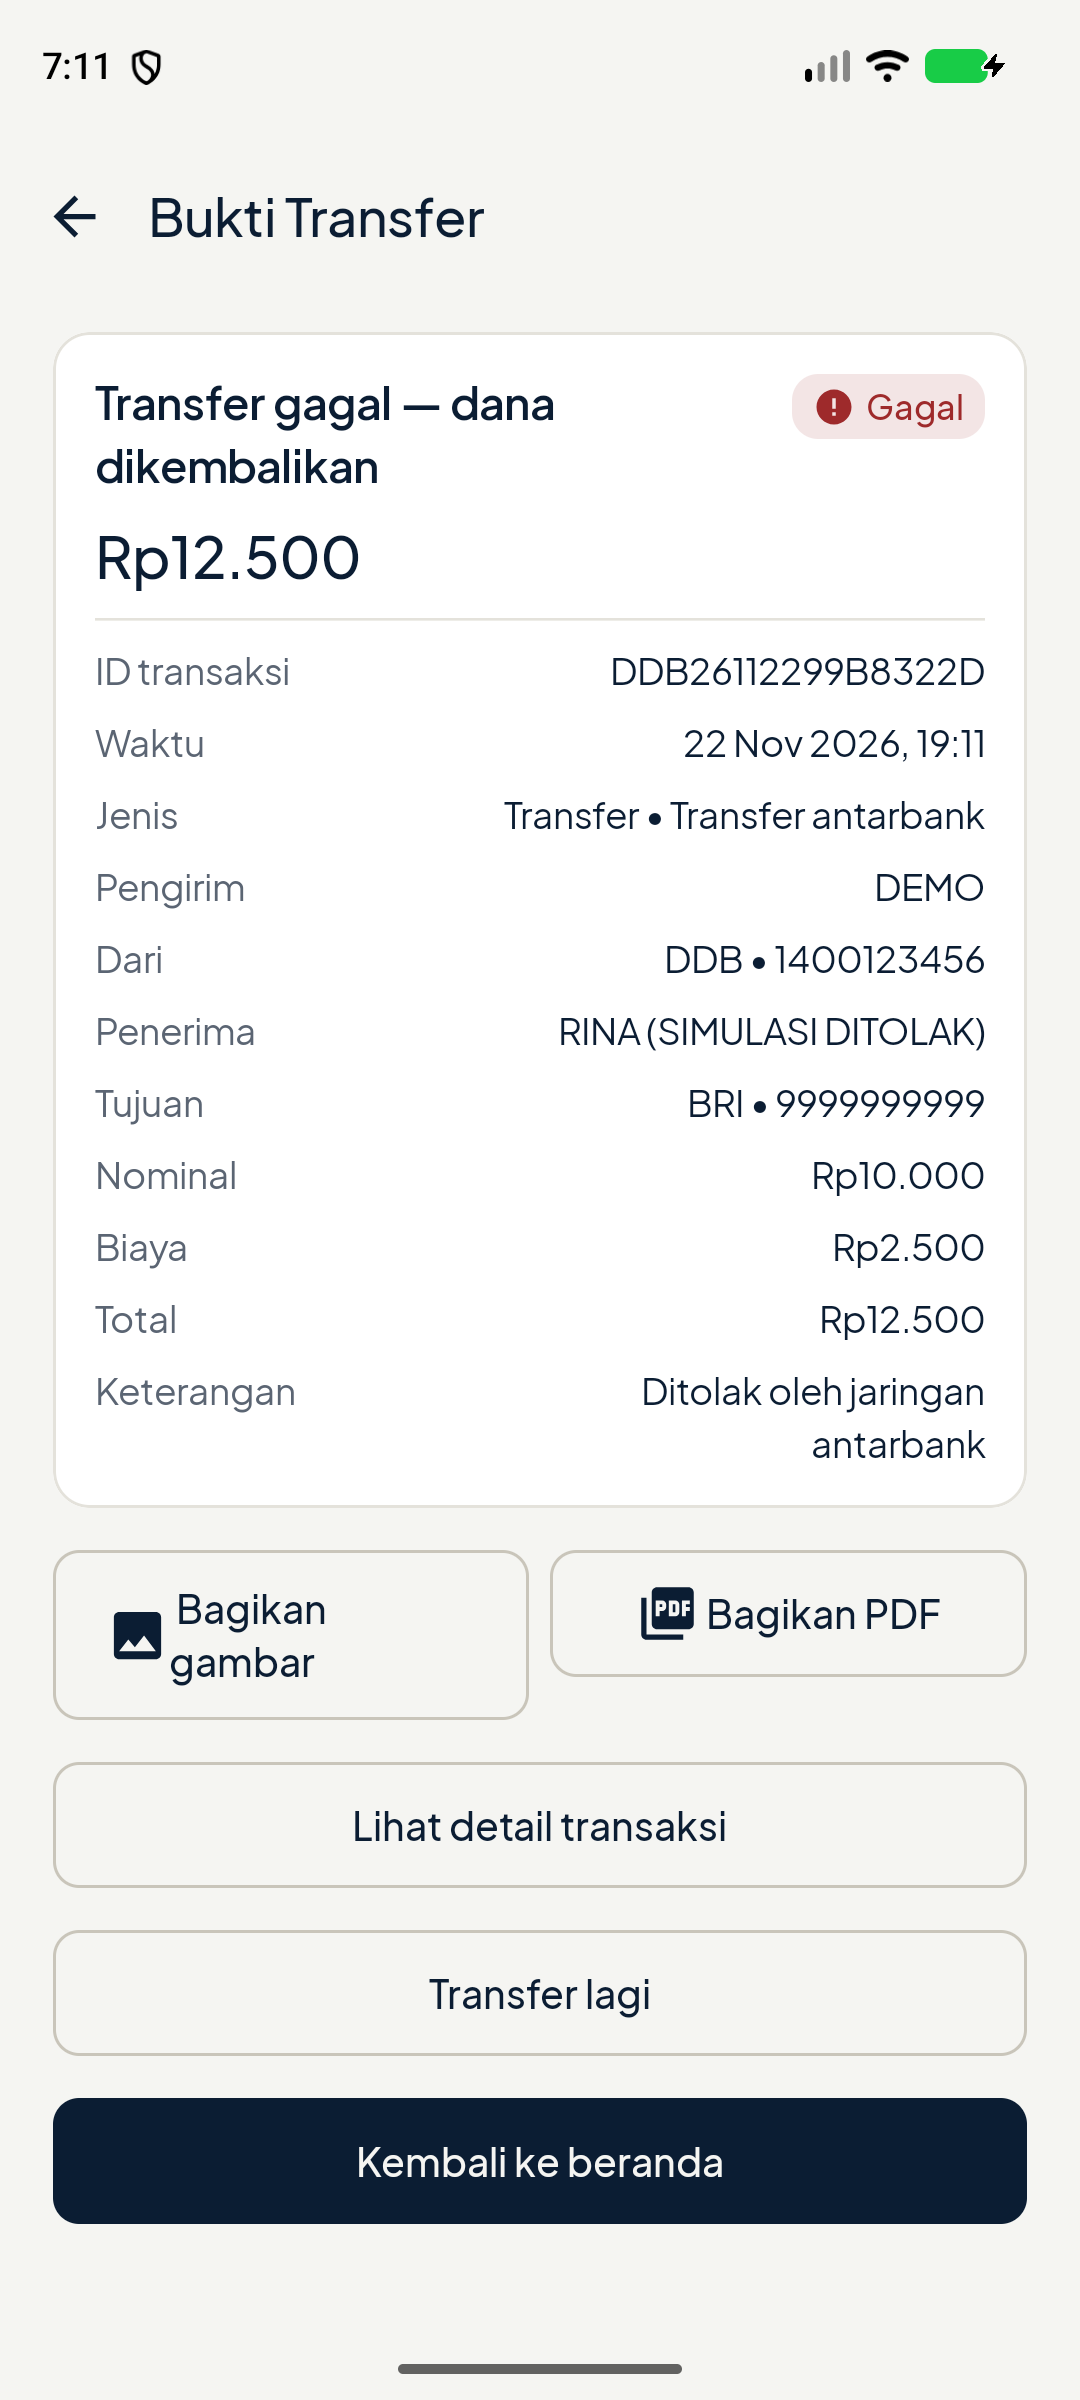 7:11
Bukti Transfer
Transfer gagal — dana
dikembalikan
Gagal
Rp12.500
ID transaksi DDB26112299B8322D
Waktu 22 Nov 2026, 19:11
Jenis Transfer • Transfer antarbank
Pengirim DEMO
Dari DDB • 1400123456
Penerima RINA (SIMULASI DITOLAK)
Tujuan BRI • 9999999999
Nominal Rp10.000
Biaya Rp2.500
Total Rp12.500
Keterangan Ditolak oleh jaringan
antarbank
Bagikan
gambar
PDF Bagikan PDF
Lihat detail transaksi
Transfer lagi
Kembali ke beranda